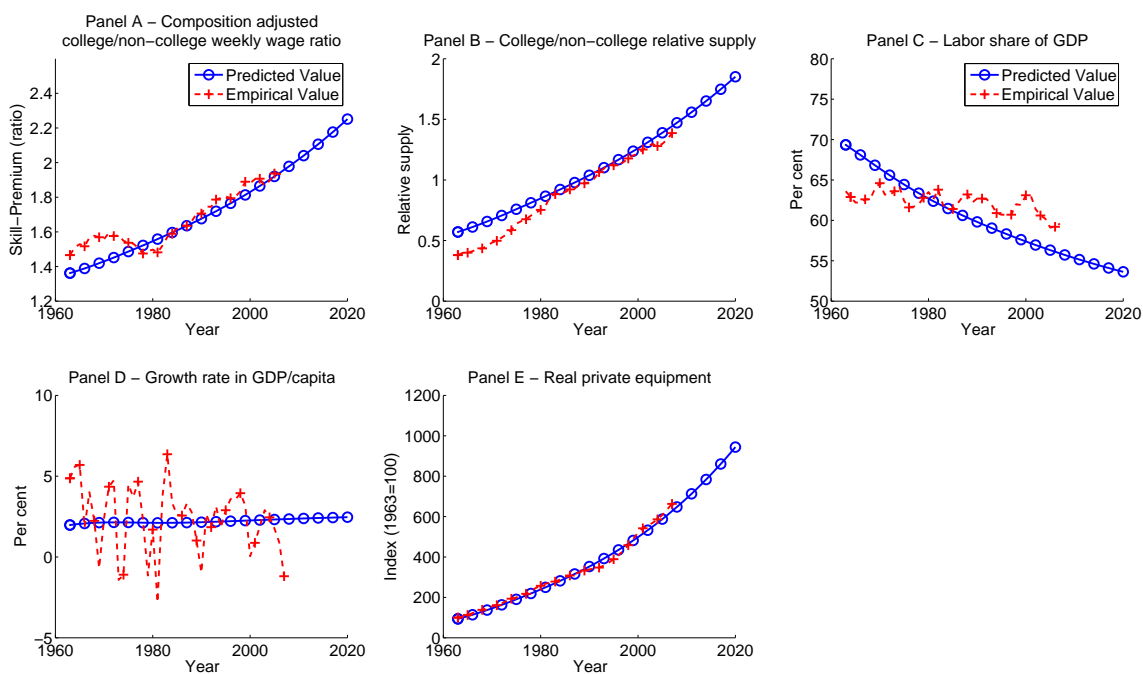 Panel A − Composition adjusted
college/non−college weekly wage ratio
2.4
2.2
2
1.8
1.6
1.4
1.2
Skill−Premium (ratio)
Predicted Value
Empirical Value
1960
1980
2000
2020
Year
Panel B − College/non−college relative supply
2
1.5
1
0.5
0
Relative supply
1960
1980
2000
2020
Year
Panel C − Labor share of GDP
80
75
70
65
60
55
50
Per cent
Predicted Value
Empirical Value
1960
1980
2000
2020
Year
Panel D − Growth rate in GDP/capita
10
5
0
−5
Per cent
1960
1980
2000
2020
Year
Panel E − Real private equipment
1200
1000
800
600
400
200
0
Index (1963=100)
1960
1980
2000
2020
Year